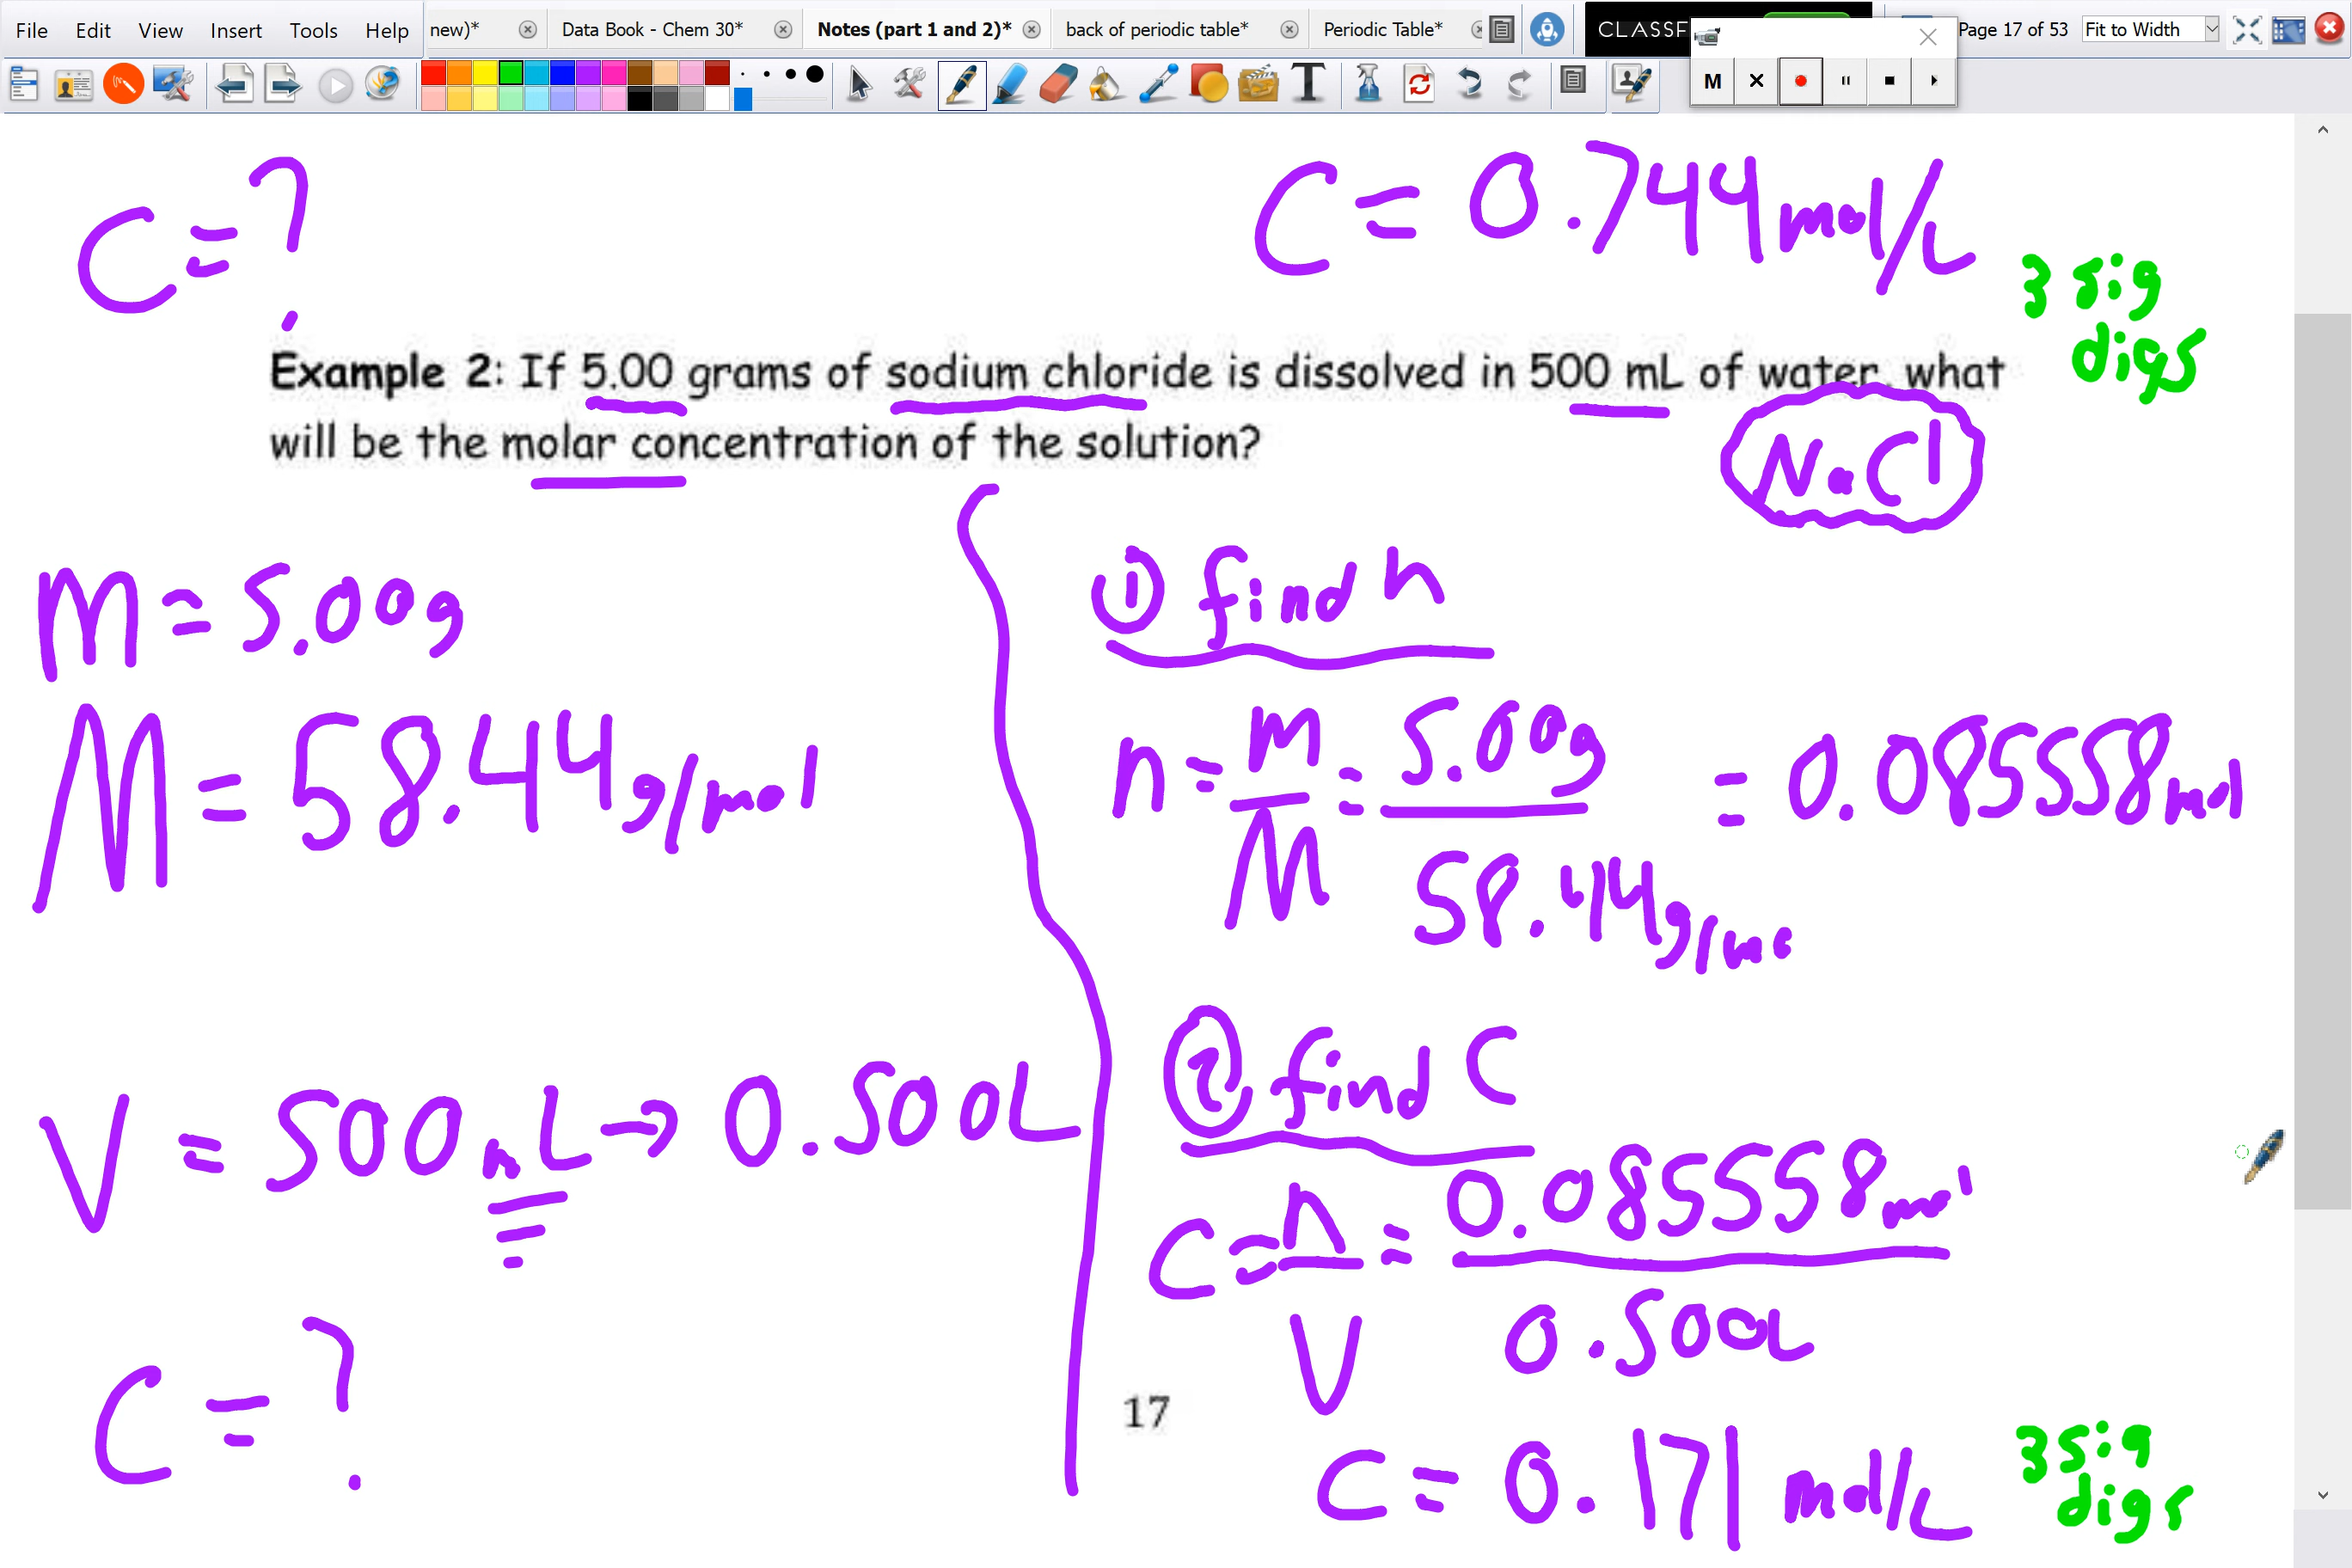 File Edit View Insert Tools Help new)* Data Book - Chem 30* Notes (part 1 and 2)* back of periodic table* Periodic Table* CLASSF Page 17 of 53 Fit to Width
M
T
C = ?
C = 0.744 mol/L
3 sig
digs
Example 2: If 5.00 grams of sodium chloride is dissolved in 500 mL of water, what
will be the molar concentration of the solution?
NaCl
m = 5.00g
M = 58.44 g/mol
V = 500 mL → 0.500L
C = ?
① find n
n = m/M = 5.00g / 58.44 g/mo = 0.085558 mol
② find C
C = n/V = 0.085558 mol / 0.500L
17
C = 0.171 mol/L
3 sig
digs